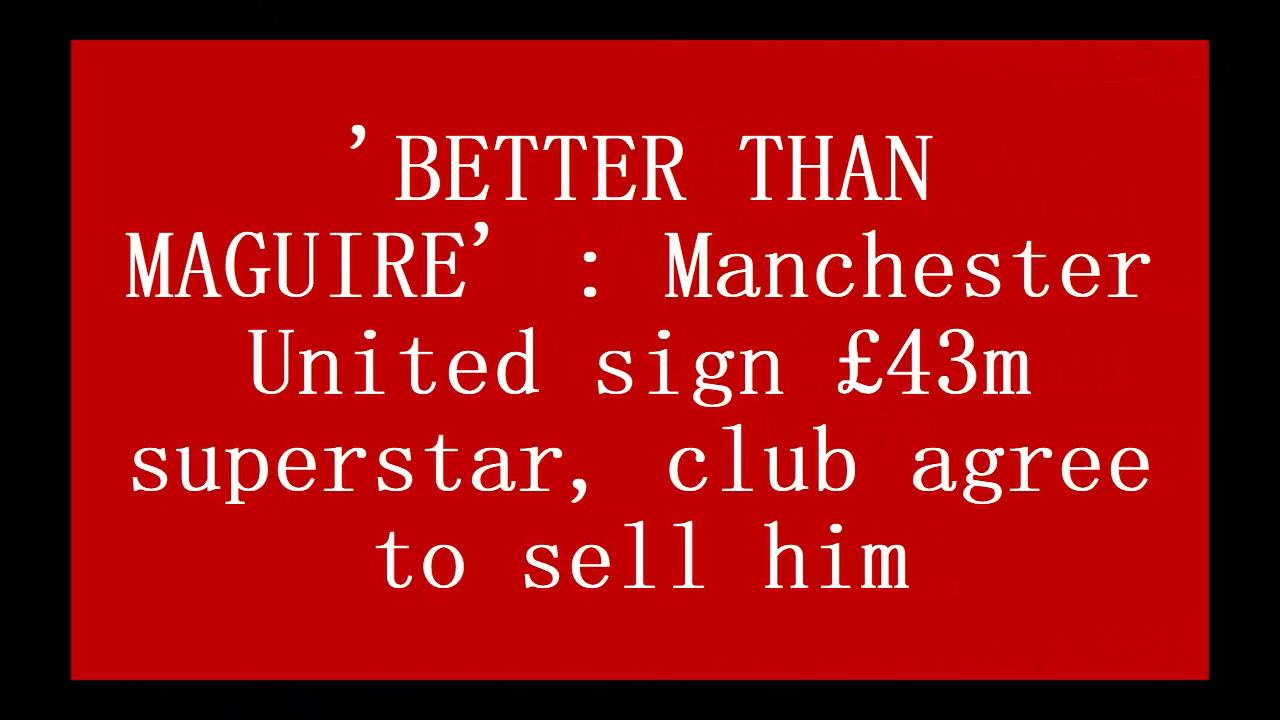 ’BETTER THAN
MAGUIRE’ : Manchester
United sign £43m
superstar, club agree
to sell him